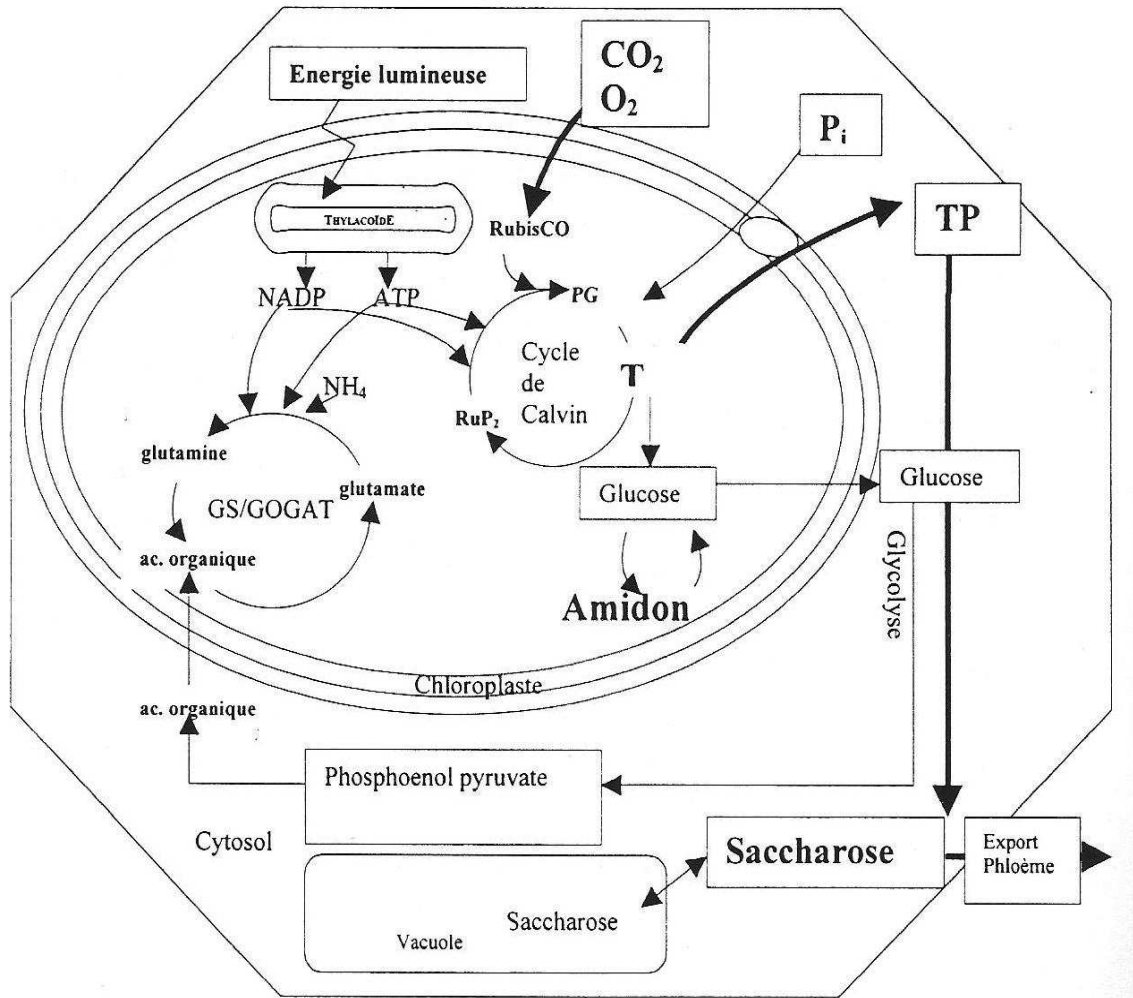 Energie lumineuse
CO₂
O₂
Pᵢ
THYLACOÏDE
RubisCO
TP
NADP
ATP
PG
Cycle
de
Calvin
T
NH₄
RuP₂
glutamine
glutamate
GS/GOGAT
Glucose
Glucose
ac. organique
Amidon
Glycolyse
Chloroplaste
ac. organique
Phosphoenol pyruvate
Cytosol
Saccharose
Export
Phloème
Saccharose
Vacuole